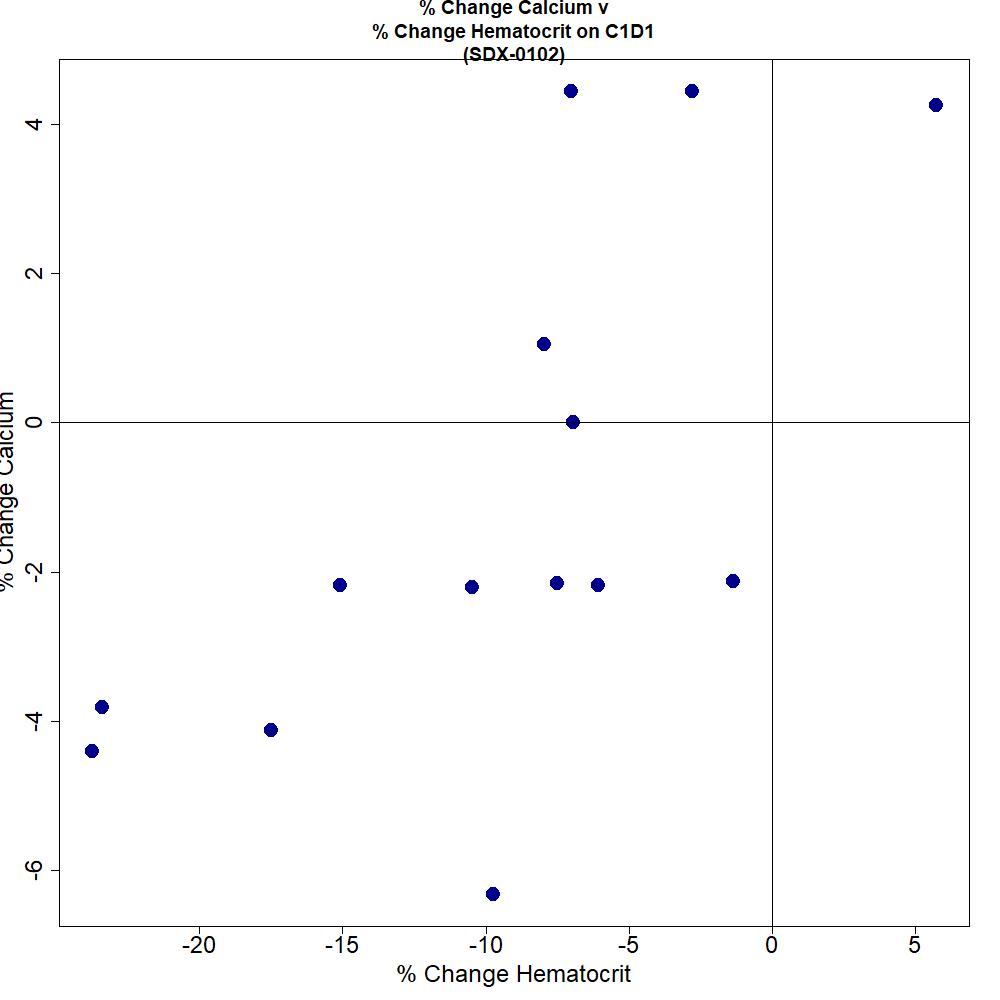 % Change Calcium v
% Change Hematocrit on C1D1
(SDX-0102)
% Change Calcium
4
2
0
-2
-4
-6
-20
-15
-10
-5
0
5
% Change Hematocrit